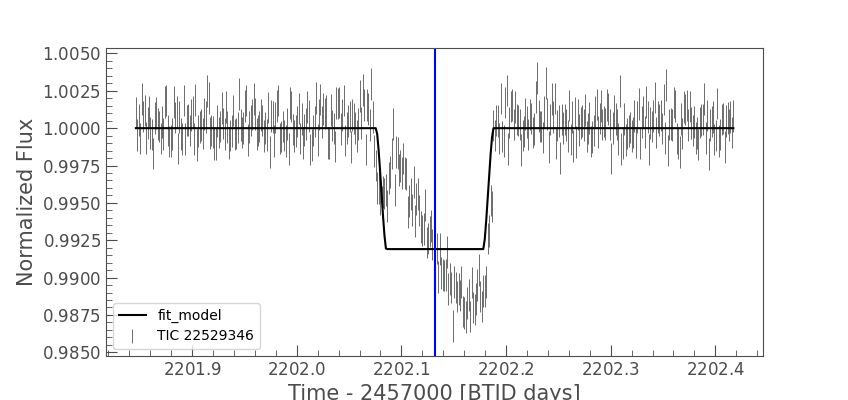 1.0050
1.0025
1.0000
0.9975
0.9950
0.9925
0.9900
0.9875
0.9850
Normalized Flux
fit_model
TIC 22529346
2201.9 2202.0 2202.1 2202.2 2202.3 2202.4
Time - 2457000 [BTJD days]